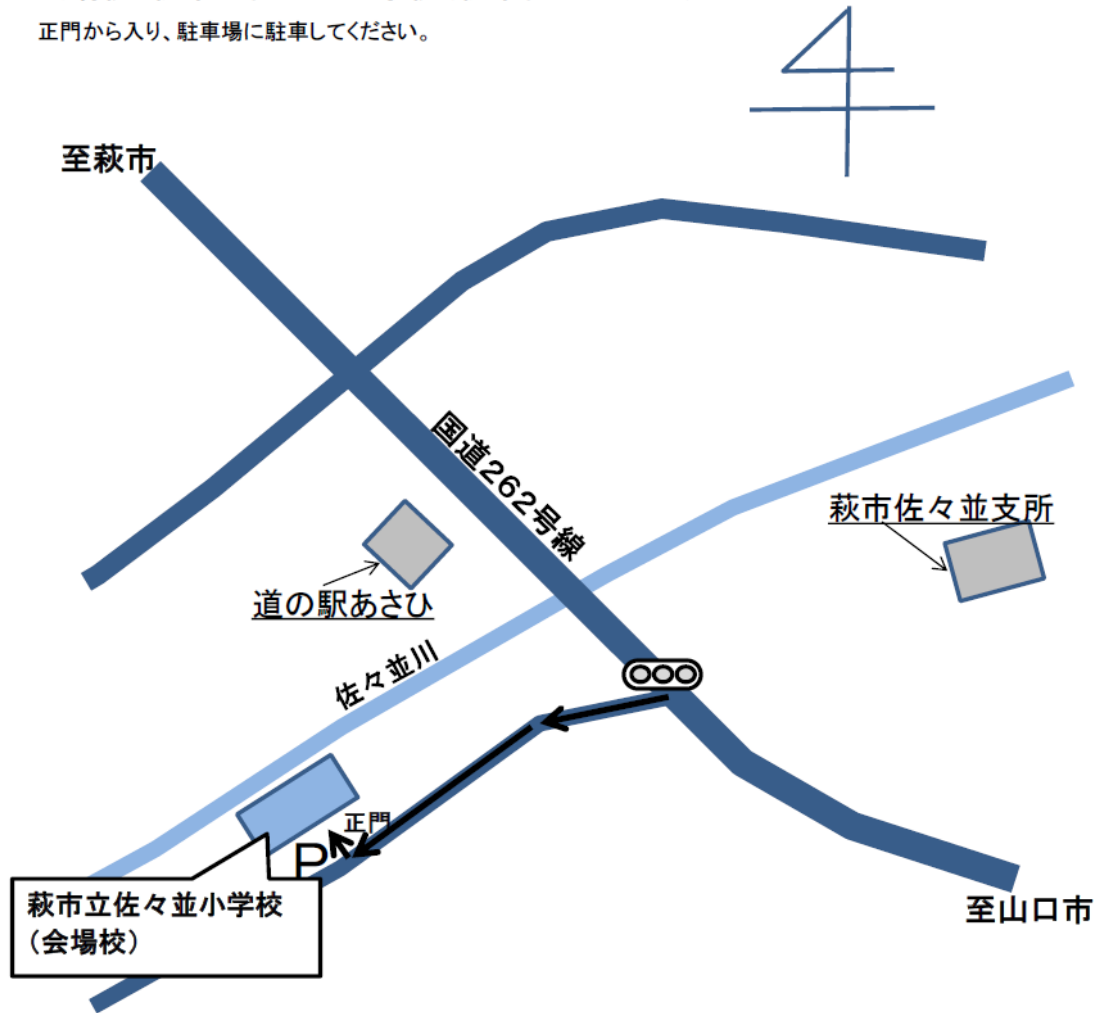 正門から入り、駐車場に駐車してください。
至萩市
国道262号線
萩市佐々並支所
道の駅あさひ
佐々並川
正門
P
萩市立佐々並小学校
（会場校）
至山口市